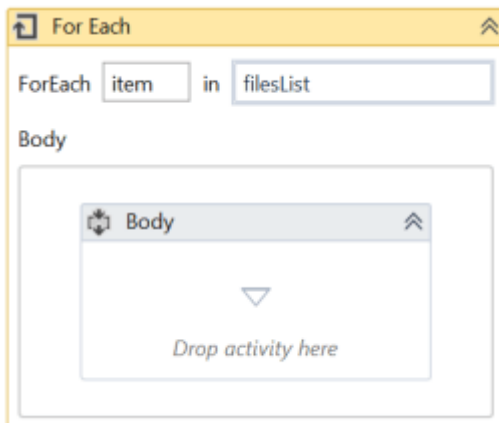 For Each
ForEach item in filesList
Body
Body
Drop activity here